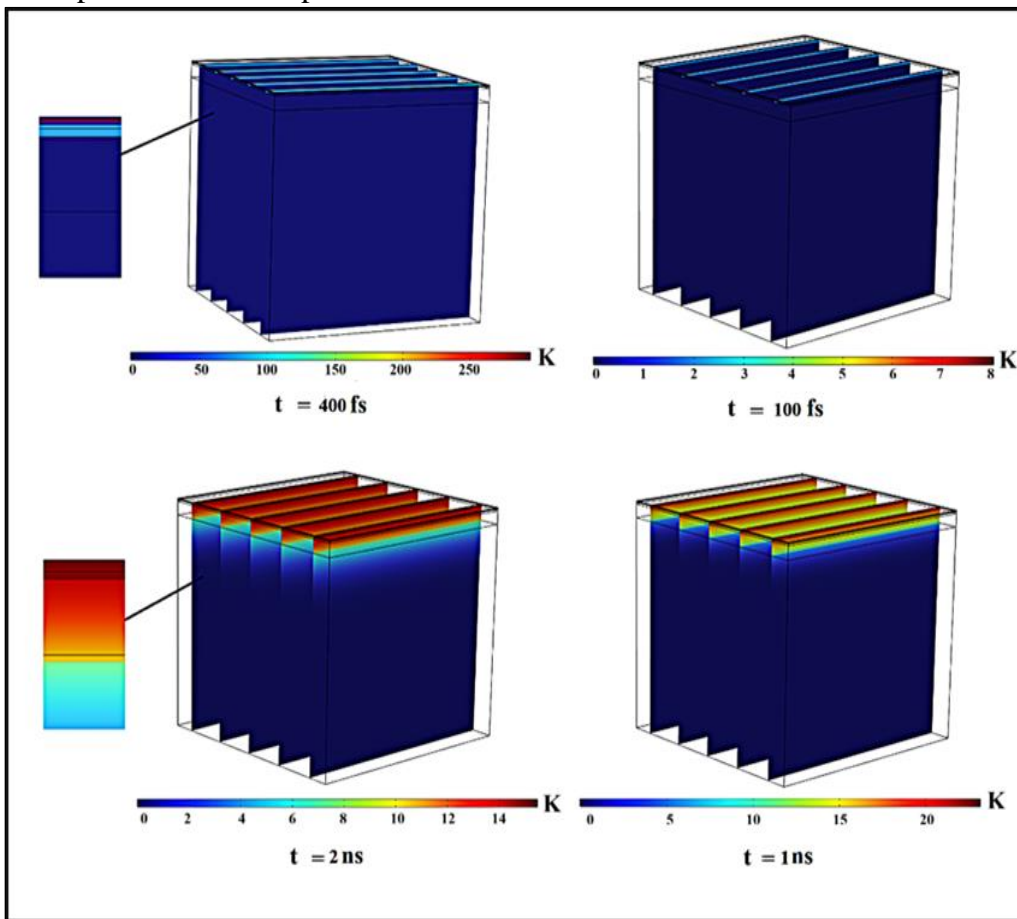 0 50 100 150 200 250 K
t = 400 fs
0 1 2 3 4 5 6 7 8 K
t = 100 fs
0 2 4 6 8 10 12 14 K
t = 2 ns
0 5 10 15 20 K
t = 1 ns